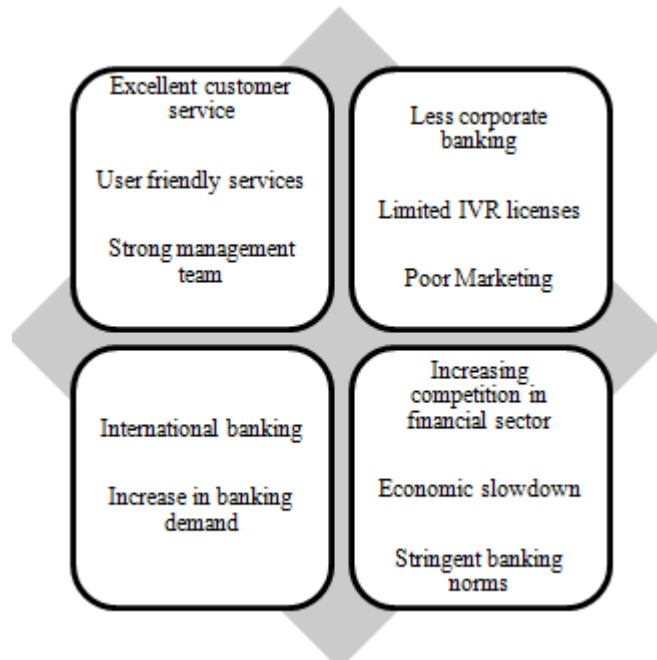 Excellent customer
service
User friendly services
Strong management
team
Less corporate
banking
Limited IVR licenses
Poor Marketing
International banking
Increase in banking
demand
Increasing
competition in
financial sector
Economic slowdown
Stringent banking
norms